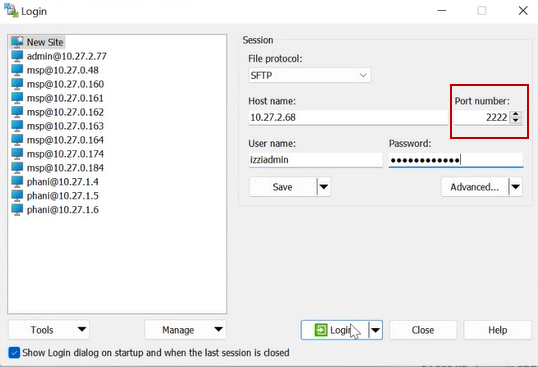 Login
New Site
admin@10.27.2.77
msp@10.27.0.48
msp@10.27.0.160
msp@10.27.0.161
msp@10.27.0.162
msp@10.27.0.163
msp@10.27.0.164
msp@10.27.0.174
msp@10.27.0.184
phani@10.27.1.4
phani@10.27.1.5
phani@10.27.1.6
Session
File protocol:
SFTP
Host name: Port number:
10.27.2.68 2222
User name: Password:
izziadmin ●●●●●●●●●●●●
Save Advanced...
Tools Manage Login Close Help
Show Login dialog on startup and when the last session is closed